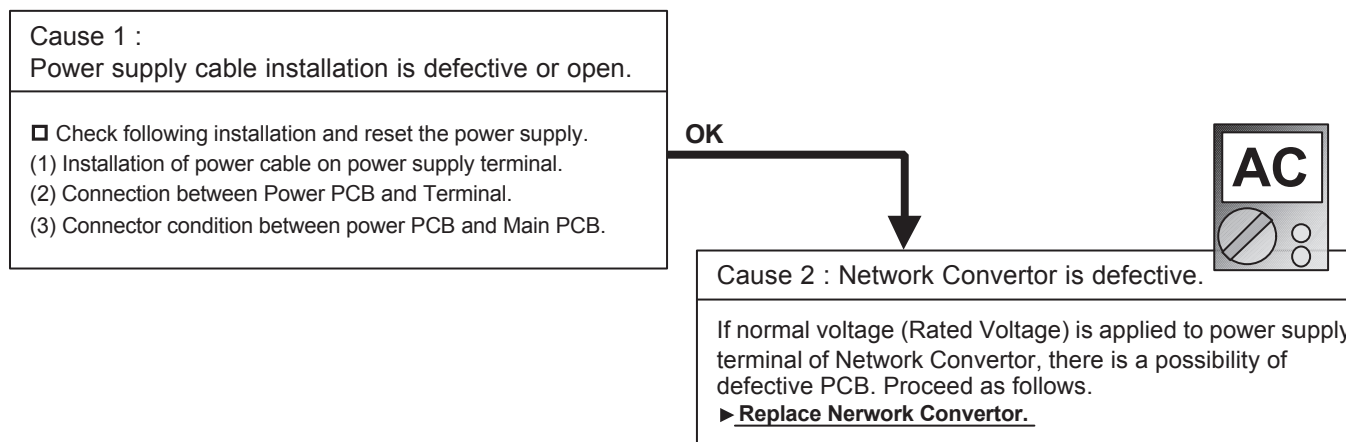 Cause 1 :
Power supply cable installation is defective or open.
Check following installation and reset the power supply.
(1) Installation of power cable on power supply terminal.
(2) Connection between Power PCB and Terminal.
(3) Connector condition between power PCB and Main PCB.
OK
AC
Cause 2 : Network Convertor is defective.
If normal voltage (Rated Voltage) is applied to power supply
terminal of Network Convertor, there is a possibility of
defective PCB. Proceed as follows.
►Replace Nerwork Convertor.